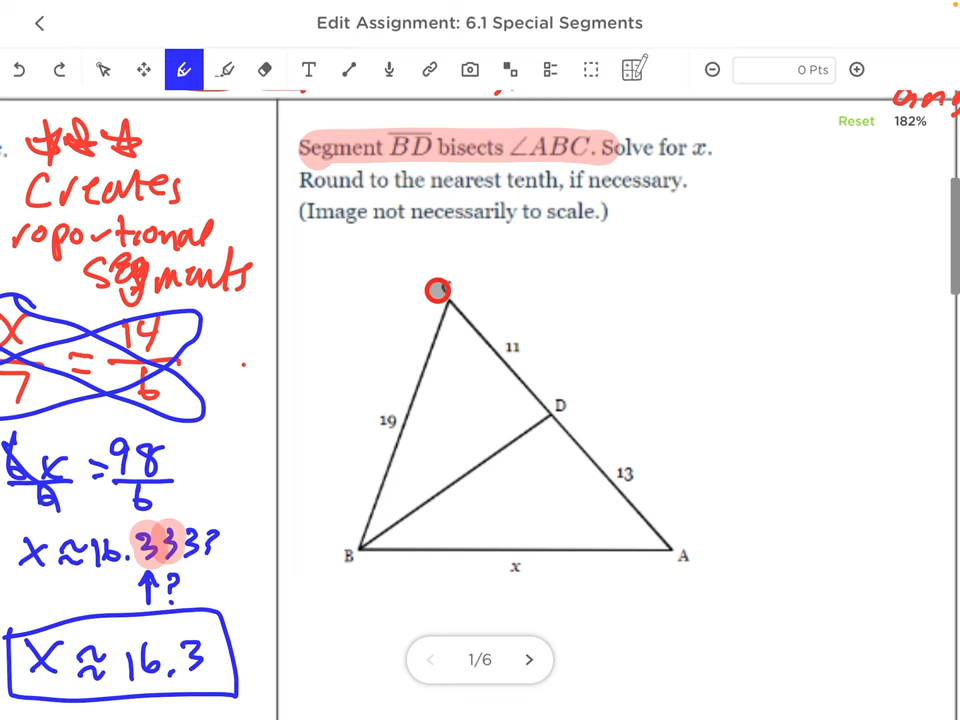 Edit Assignment: 6.1 Special Segments
T
0 Pts
Reset 182%
Creates
roportional
segments
X/7 = 14/6
6x/6 = 98/6
X ≈ 16.333?
↑?
X ≈ 16.3
Segment BD bisects ∠ABC. Solve for x.
Round to the nearest tenth, if necessary.
(Image not necessarily to scale.)
11
D
19
13
B
A
x
1/6